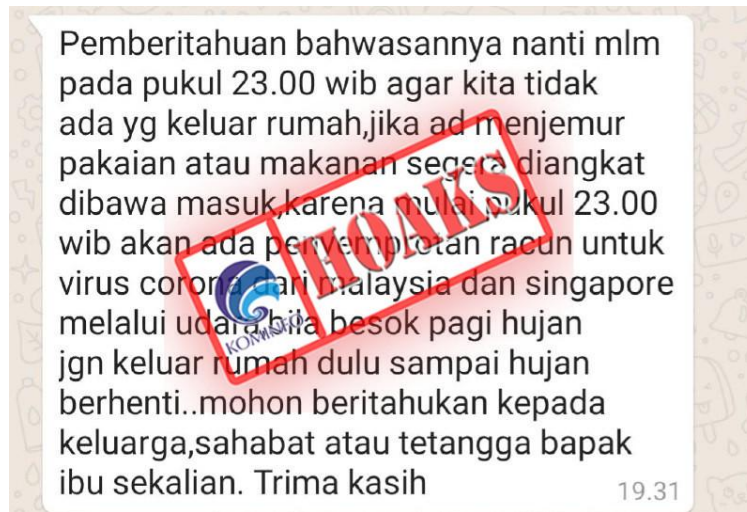 Pemberitahuan bahwasannya nanti mlm
pada pukul 23.00 wib agar kita tidak
ada yg keluar rumah,jika ad menjemur
pakaian atau makanan segera diangkat
dibawa masuk,karena mulai pukul 23.00
wib akan ada penyemprotan racun untuk
virus corona dari malaysia dan singapore
melalui udara,bila besok pagi hujan
jgn keluar rumah dulu sampai hujan
berhenti..mohon beritahukan kepada
keluarga,sahabat atau tetangga bapak
ibu sekalian. Trima kasih
19.31
HOAKS
KOMINFO